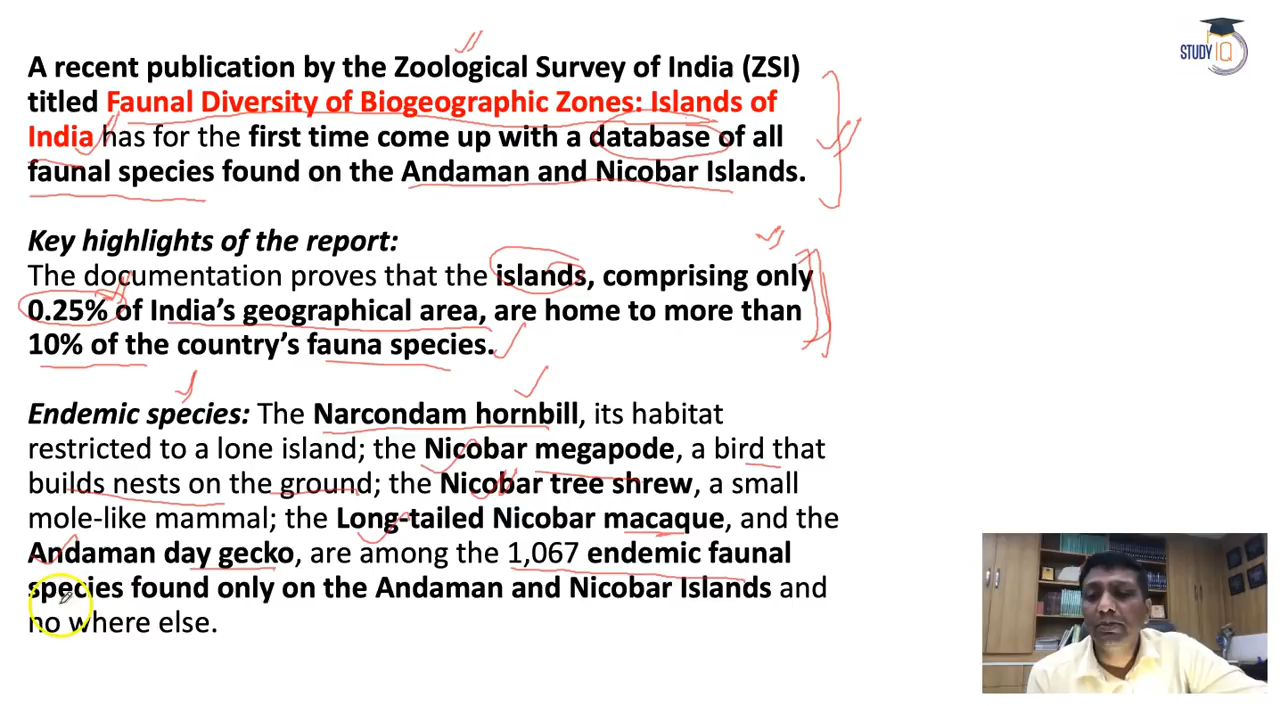 STUDY IQ
A recent publication by the Zoological Survey of India (ZSI)
titled Faunal Diversity of Biogeographic Zones: Islands of
India has for the first time come up with a database of all
faunal species found on the Andaman and Nicobar Islands.
Key highlights of the report:
The documentation proves that the islands, comprising only
0.25% of India’s geographical area, are home to more than
10% of the country’s fauna species.
Endemic species: The Narcondam hornbill, its habitat
restricted to a lone island; the Nicobar megapode, a bird that
builds nests on the ground; the Nicobar tree shrew, a small
mole-like mammal; the Long-tailed Nicobar macaque, and the
Andaman day gecko, are among the 1,067 endemic faunal
species found only on the Andaman and Nicobar Islands and
no where else.